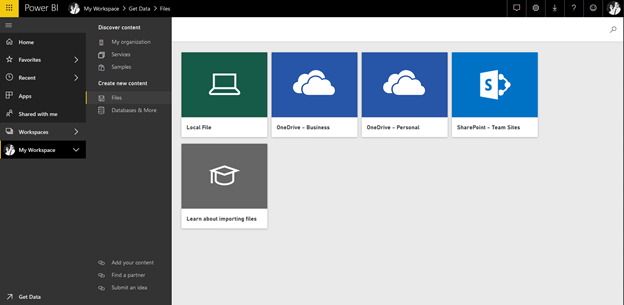 Power BI
My Workspace > Get Data > Files
Home
Favorites
Recent
Apps
Shared with me
Workspaces
My Workspace
Get Data
Discover content
My organization
Services
Samples
Create new content
Files
Databases & More
Add your content
Find a partner
Submit an idea
Local File
OneDrive – Business
OneDrive – Personal
SharePoint – Team Sites
Learn about importing files